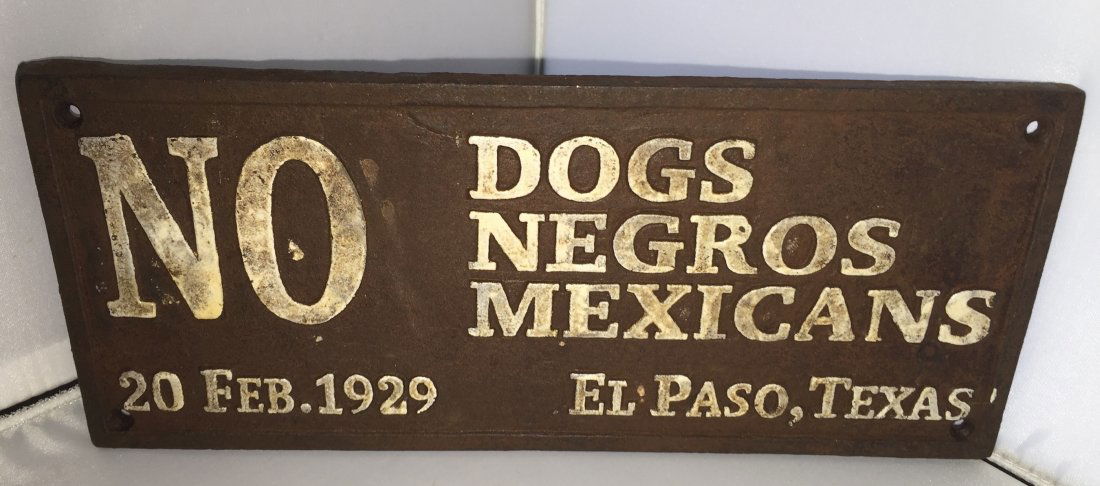 NO
DOGS
NEGROS
MEXICANS
20 FEB. 1929
EL PASO, TEXAS